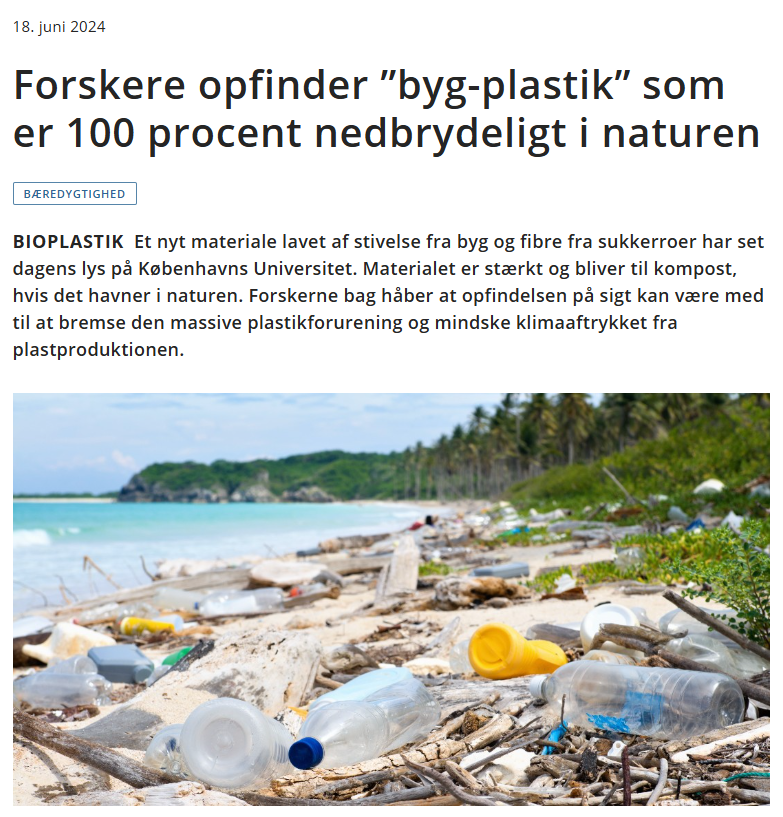 18. juni 2024
Forskere opfinder ”byg-plastik” som
er 100 procent nedbrydeligt i naturen
BÆREDYGTIGHED
BIOPLASTIK Et nyt materiale lavet af stivelse fra byg og fibre fra sukkerroer har set
dagens lys på Københavns Universitet. Materialet er stærkt og bliver til kompost,
hvis det havner i naturen. Forskerne bag håber at opfindelsen på sigt kan være med
til at bremse den massive plastikforurening og mindske klimaaftrykket fra
plastproduktionen.